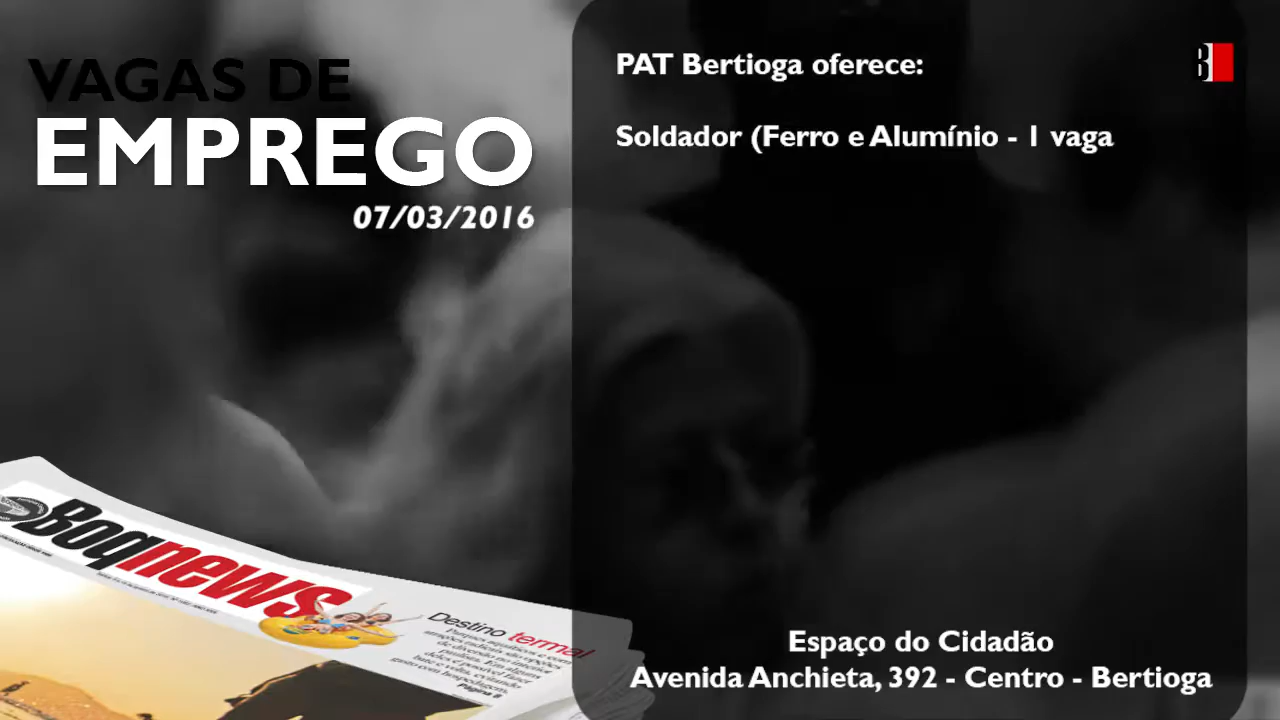 VAGAS DE
EMPREGO
07/03/2016
PAT Bertioga oferece:
B
Soldador (Ferro e Alumínio - 1 vaga
Boqnews
Destino termal
Espaço do Cidadão
Avenida Anchieta, 392 - Centro - Bertioga